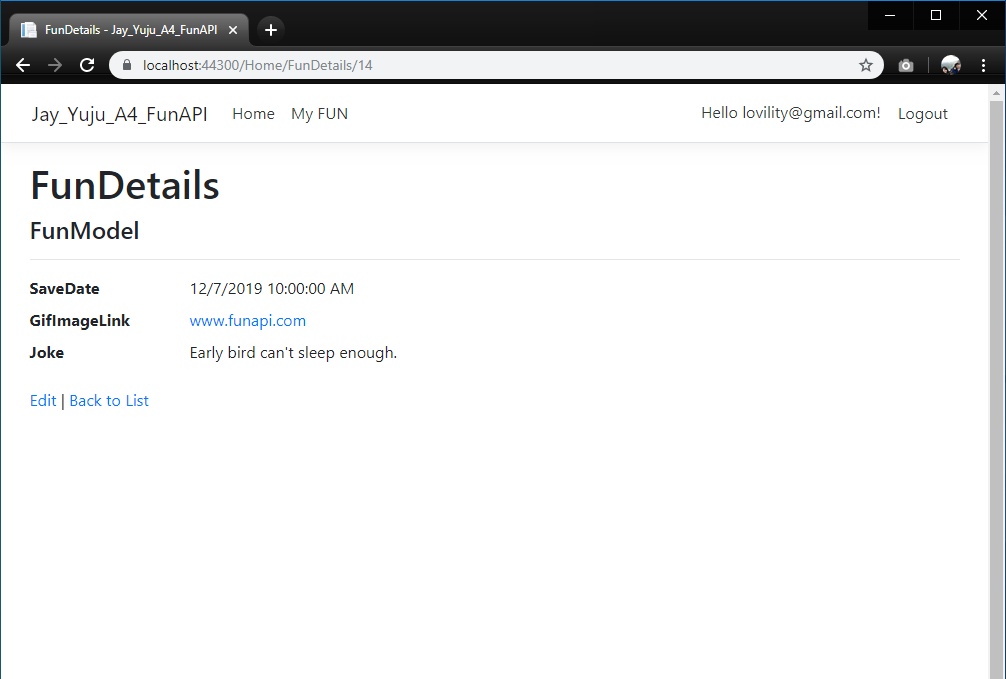 FunDetails - Jay_Yuju_A4_FunAPI
localhost:44300/Home/FunDetails/14
Jay_Yuju_A4_FunAPI Home My FUN Hello lovility@gmail.com! Logout
FunDetails
FunModel
SaveDate 12/7/2019 10:00:00 AM
GifImageLink www.funapi.com
Joke Early bird can't sleep enough.
Edit | Back to List